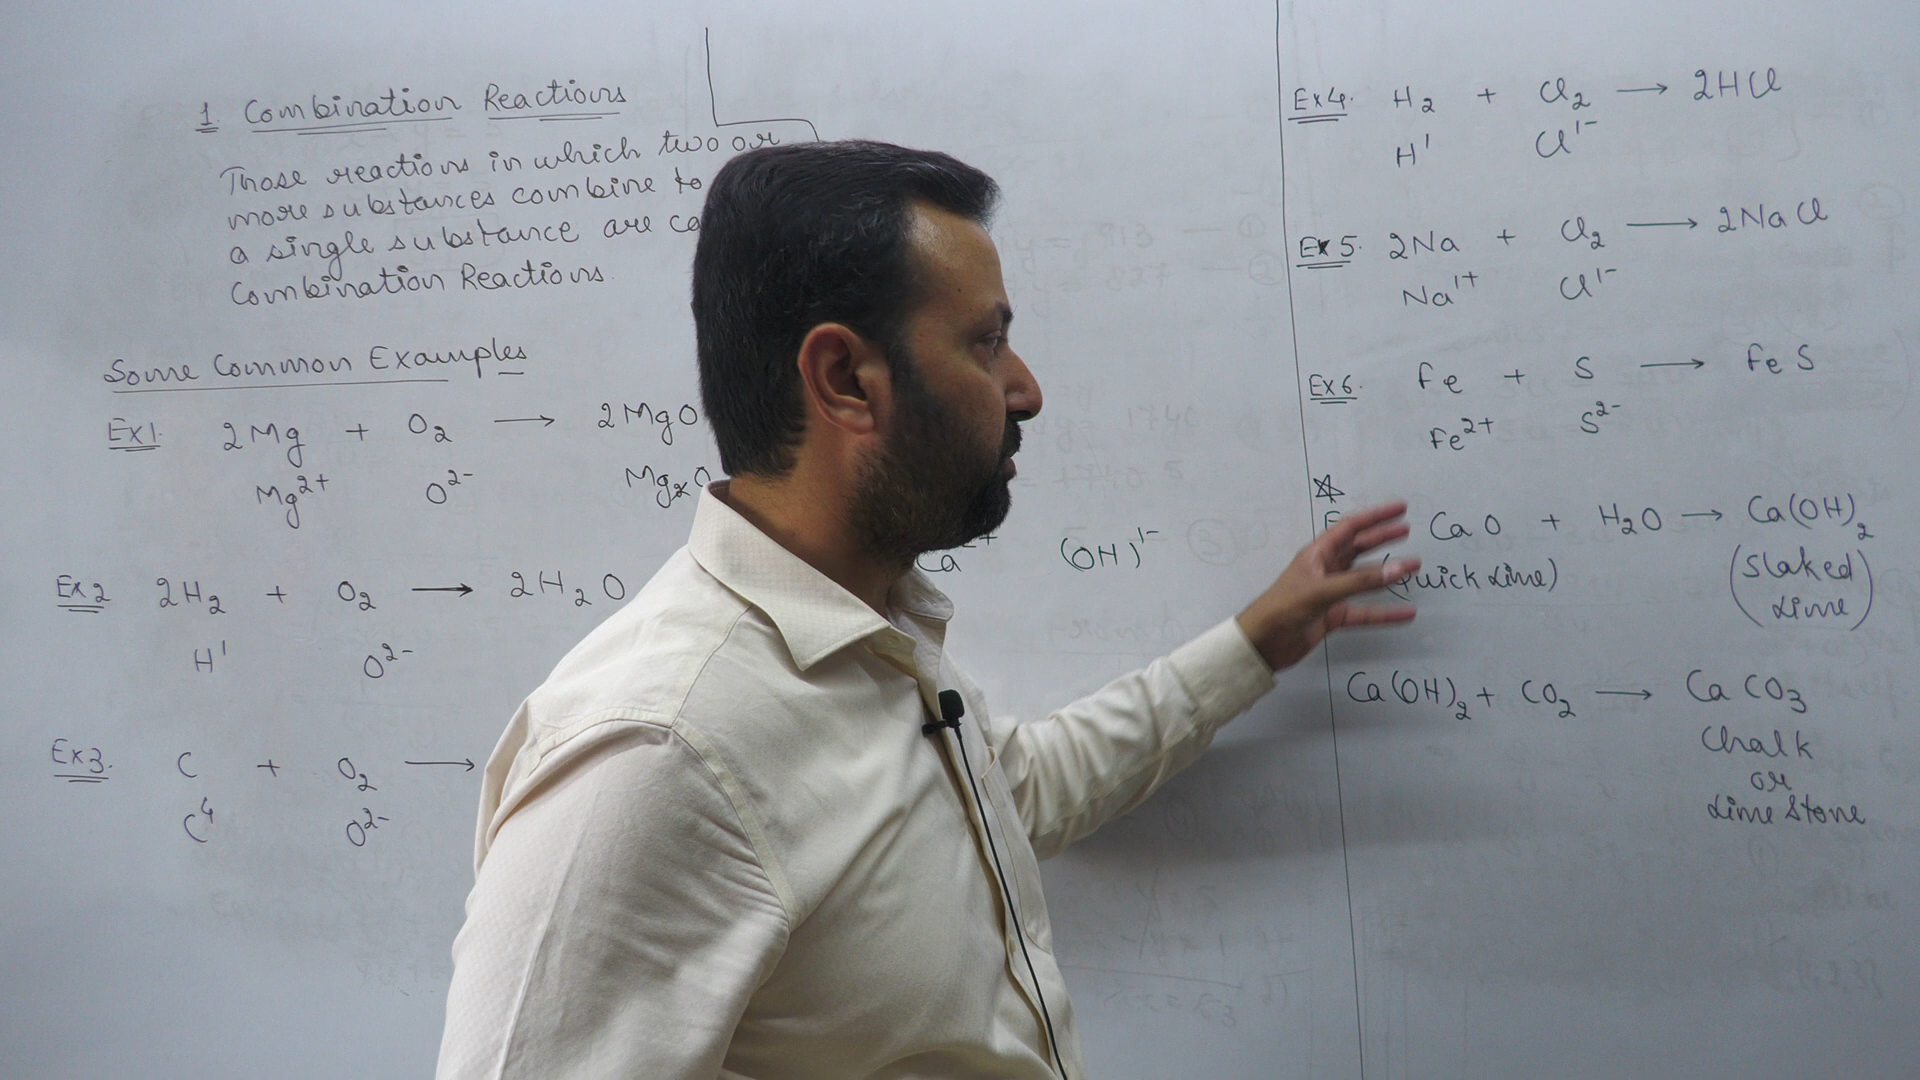 1. Combination Reactions
Those reactions in which two or
more substances combine to
a single substance are
Combination Reactions.
Some Common Examples
Ex1. 2Mg + O₂ → 2MgO
Mg²⁺ O²⁻ Mg₂O
Ex2 2H₂ + O₂ → 2H₂O
H¹ O²⁻
Ex3. C + O₂ →
C⁴ O²⁻
Ca²⁺ (OH)¹⁻
Ex4. H₂ + Cl₂ → 2HCl
H¹ Cl¹⁻
Ex5. 2Na + Cl₂ → 2NaCl
Na¹⁺ Cl¹⁻
Ex6. Fe + S → FeS
Fe²⁺ S²⁻
CaO + H₂O → Ca(OH)₂
(Quick Lime) (Slaked
Lime)
Ca(OH)₂ + CO₂ → CaCO₃
Chalk
or
Lime Stone